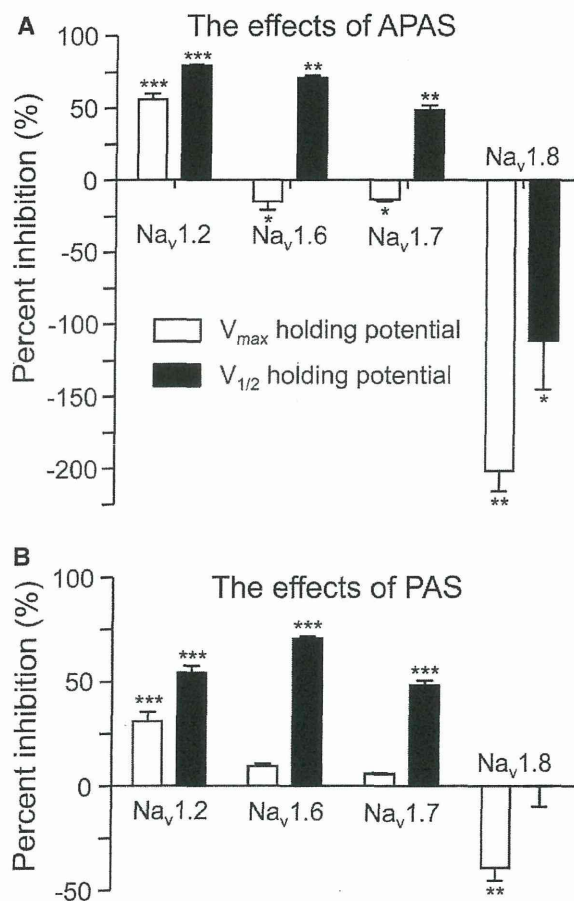 A
The effects of APAS
Percent inhibition (%)
100
50
0
-50
-100
-150
-200
***
***
**
**
*
*
**
*
Nav1.2
Nav1.6
Nav1.7
Nav1.8
Vmax holding potential
V1/2 holding potential
B
The effects of PAS
Percent inhibition (%)
100
50
0
-50
***
***
***
***
**
Nav1.2
Nav1.6
Nav1.7
Nav1.8